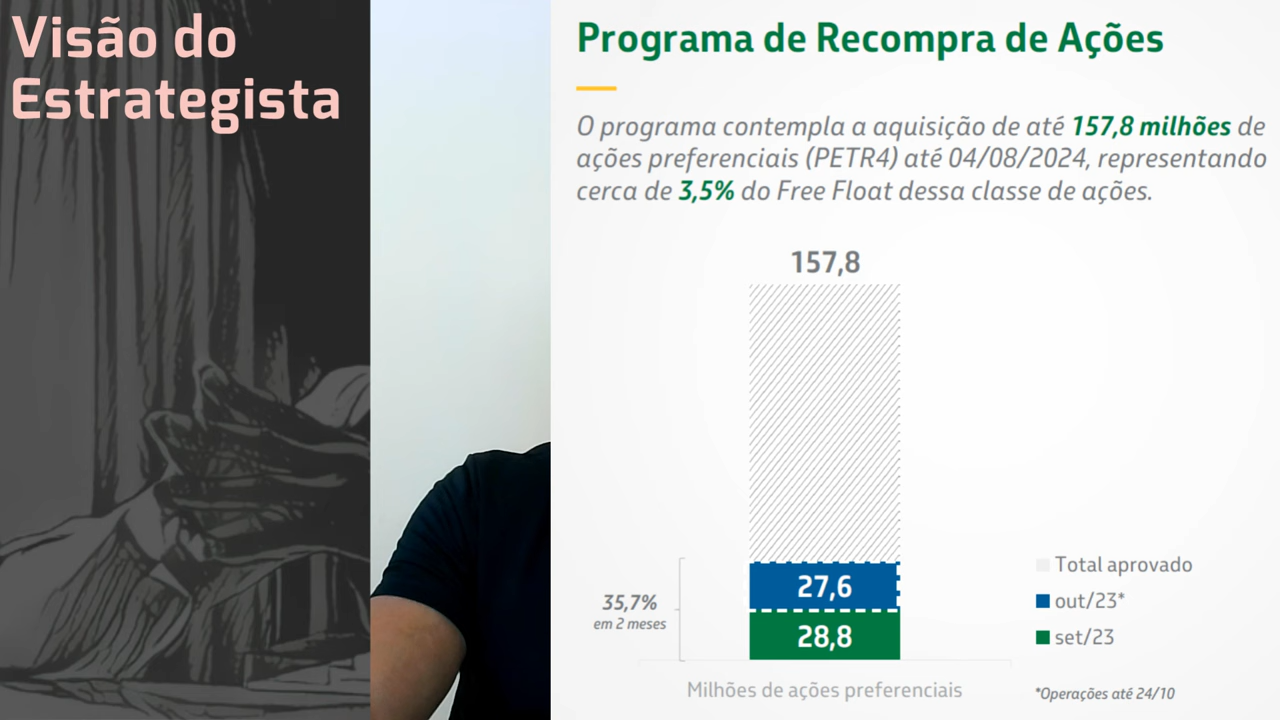 Visão do
Estrategista
Programa de Recompra de Ações
O programa contempla a aquisição de até 157,8 milhões de
ações preferenciais (PETR4) até 04/08/2024, representando
cerca de 3,5% do Free Float dessa classe de ações.
157,8
27,6
28,8
35,7%
em 2 meses
Total aprovado
out/23*
set/23
Milhões de ações preferenciais
*Operações até 24/10